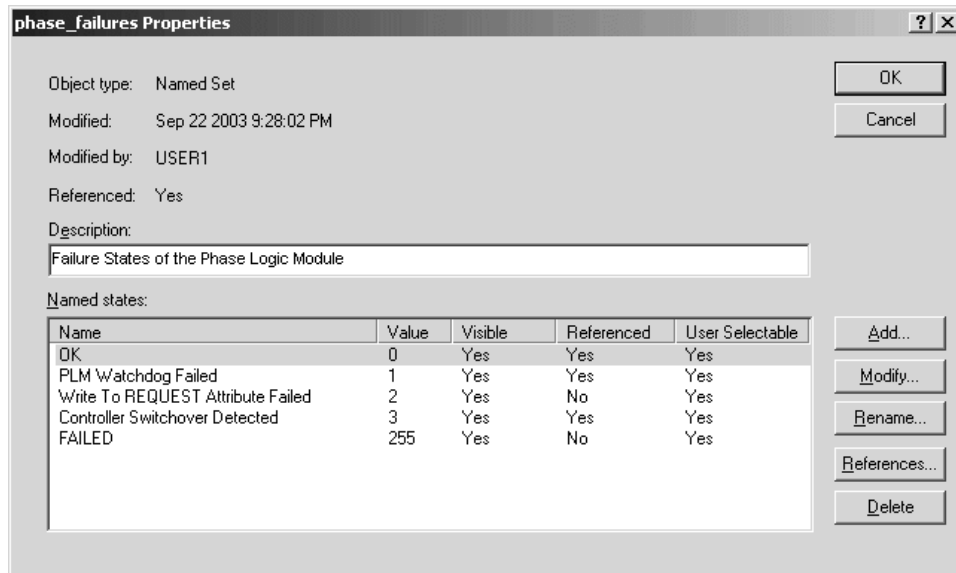 phase_failures Properties
? X
Object type: Named Set
OK
Modified: Sep 22 2003 9:28:02 PM
Cancel
Modified by: USER1
Referenced: Yes
Description:
Failure States of the Phase Logic Module
Named states:
Name Value Visible Referenced User Selectable
OK 0 Yes Yes Yes
PLM Watchdog Failed 1 Yes Yes Yes
Write To REQUEST Attribute Failed 2 Yes No Yes
Controller Switchover Detected 3 Yes Yes Yes
FAILED 255 Yes No Yes
Add...
Modify...
Rename...
References...
Delete